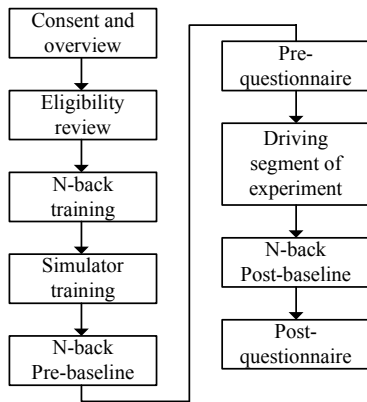 Consent and
overview
Eligibility
review
N-back
training
Simulator
training
N-back
Pre-baseline
Pre-
questionnaire
Driving
segment of
experiment
N-back
Post-baseline
Post-
questionnaire